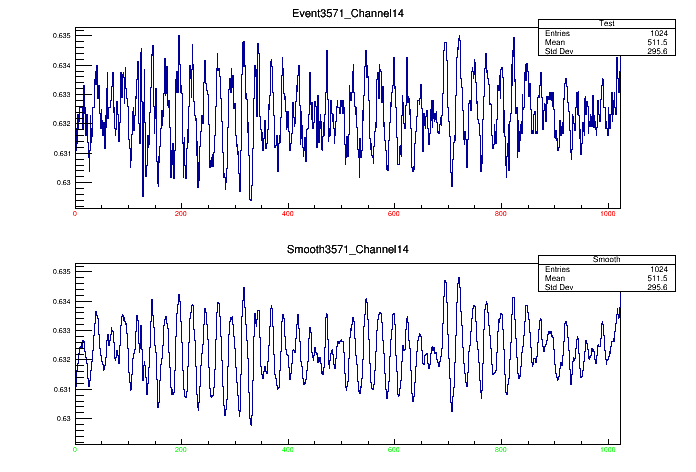 Event3571_Channel14
Test
Entries 1024
Mean 511.5
Std Dev 295.6
0.635
0.634
0.633
0.632
0.631
0.63
0 200 400 600 800 1000
Smooth3571_Channel14
Smooth
Entries 1024
Mean 511.5
Std Dev 295.6
0.635
0.634
0.633
0.632
0.631
0.63
0 200 400 600 800 1000